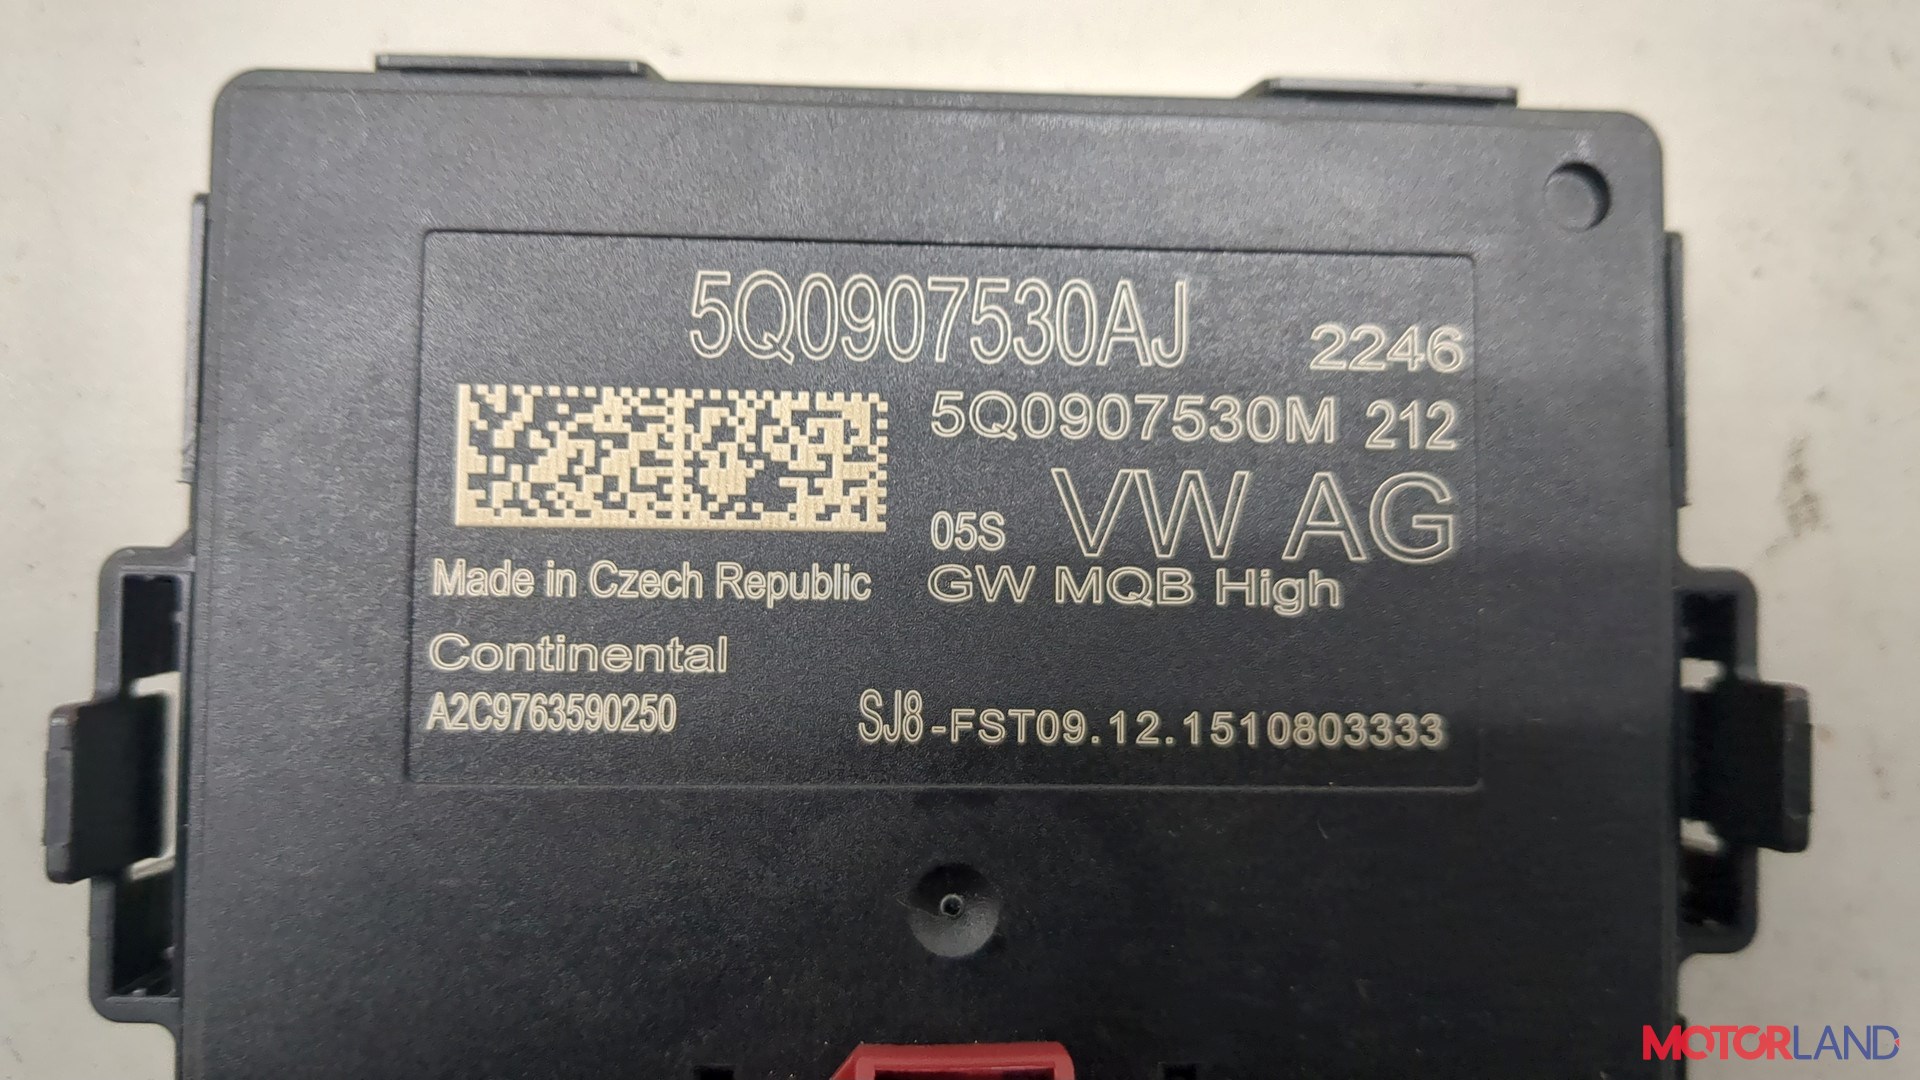 5Q0907530AJ 2246
5Q0907530M 212
05S VW AG
Made in Czech Republic GW MQB High
Continental
A2C9763590250 SJ8-FST09.12.1510803333
MOTORLAND